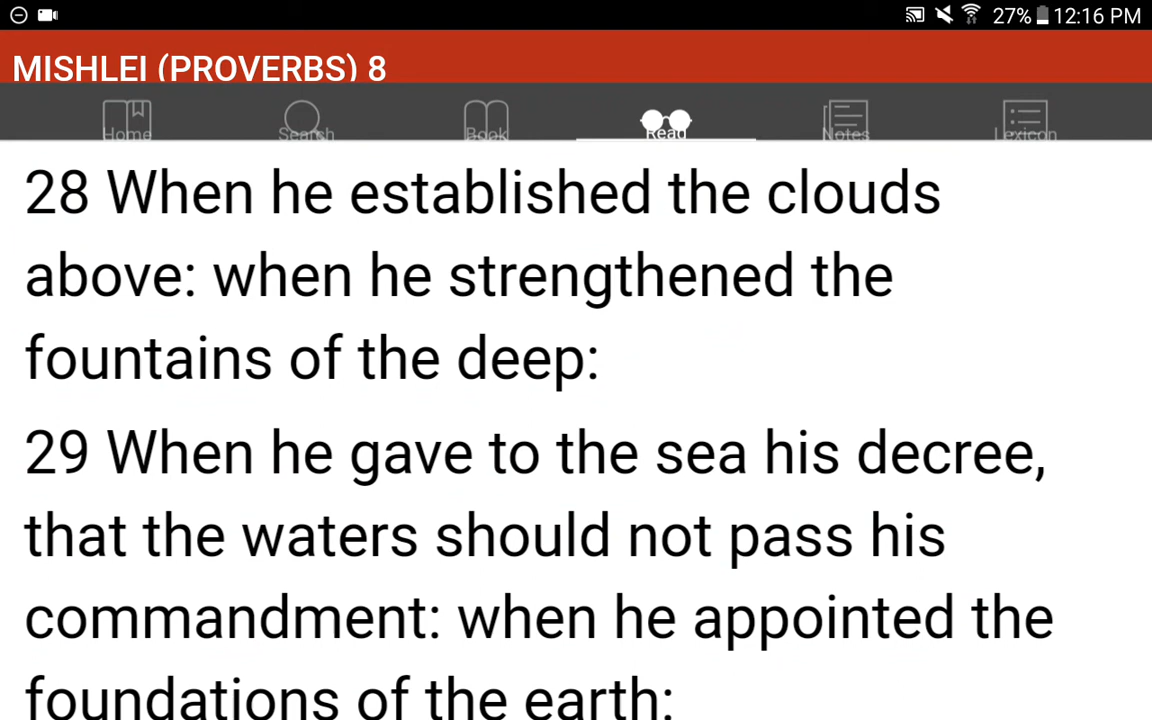 27% 12:16 PM
MISHLEI (PROVERBS) 8
Home Search Book Read Notes Lexicon
28 When he established the clouds
above: when he strengthened the
fountains of the deep:
29 When he gave to the sea his decree,
that the waters should not pass his
commandment: when he appointed the
foundations of the earth: